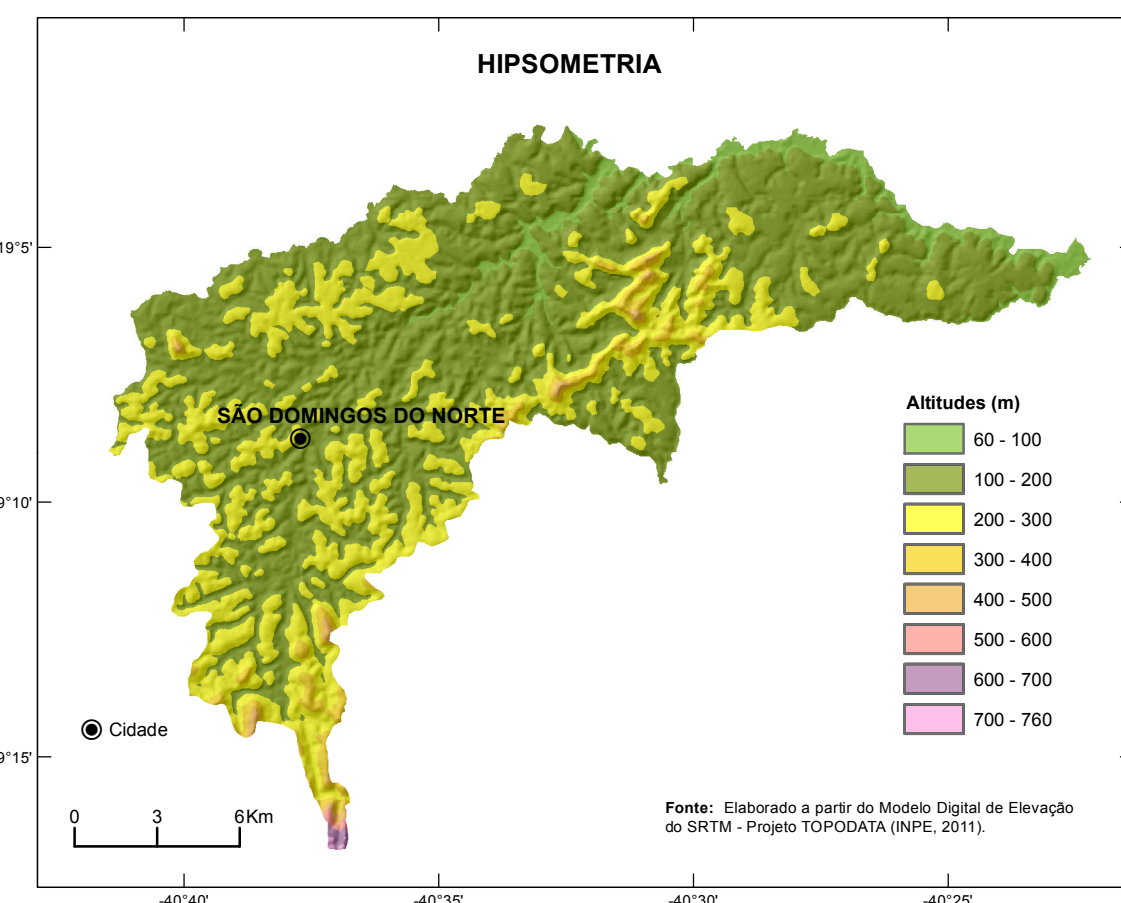 HIPSOMETRIA
19°5'
SÃO DOMINGOS DO NORTE
9°10'
9°15'
Altitudes (m)
60 - 100
100 - 200
200 - 300
300 - 400
400 - 500
500 - 600
600 - 700
700 - 760
Cidade
0 3 6 Km
Fonte: Elaborado a partir do Modelo Digital de Elevação
do SRTM - Projeto TOPODATA (INPE, 2011).
-40°40' -40°35' -40°30' -40°25'